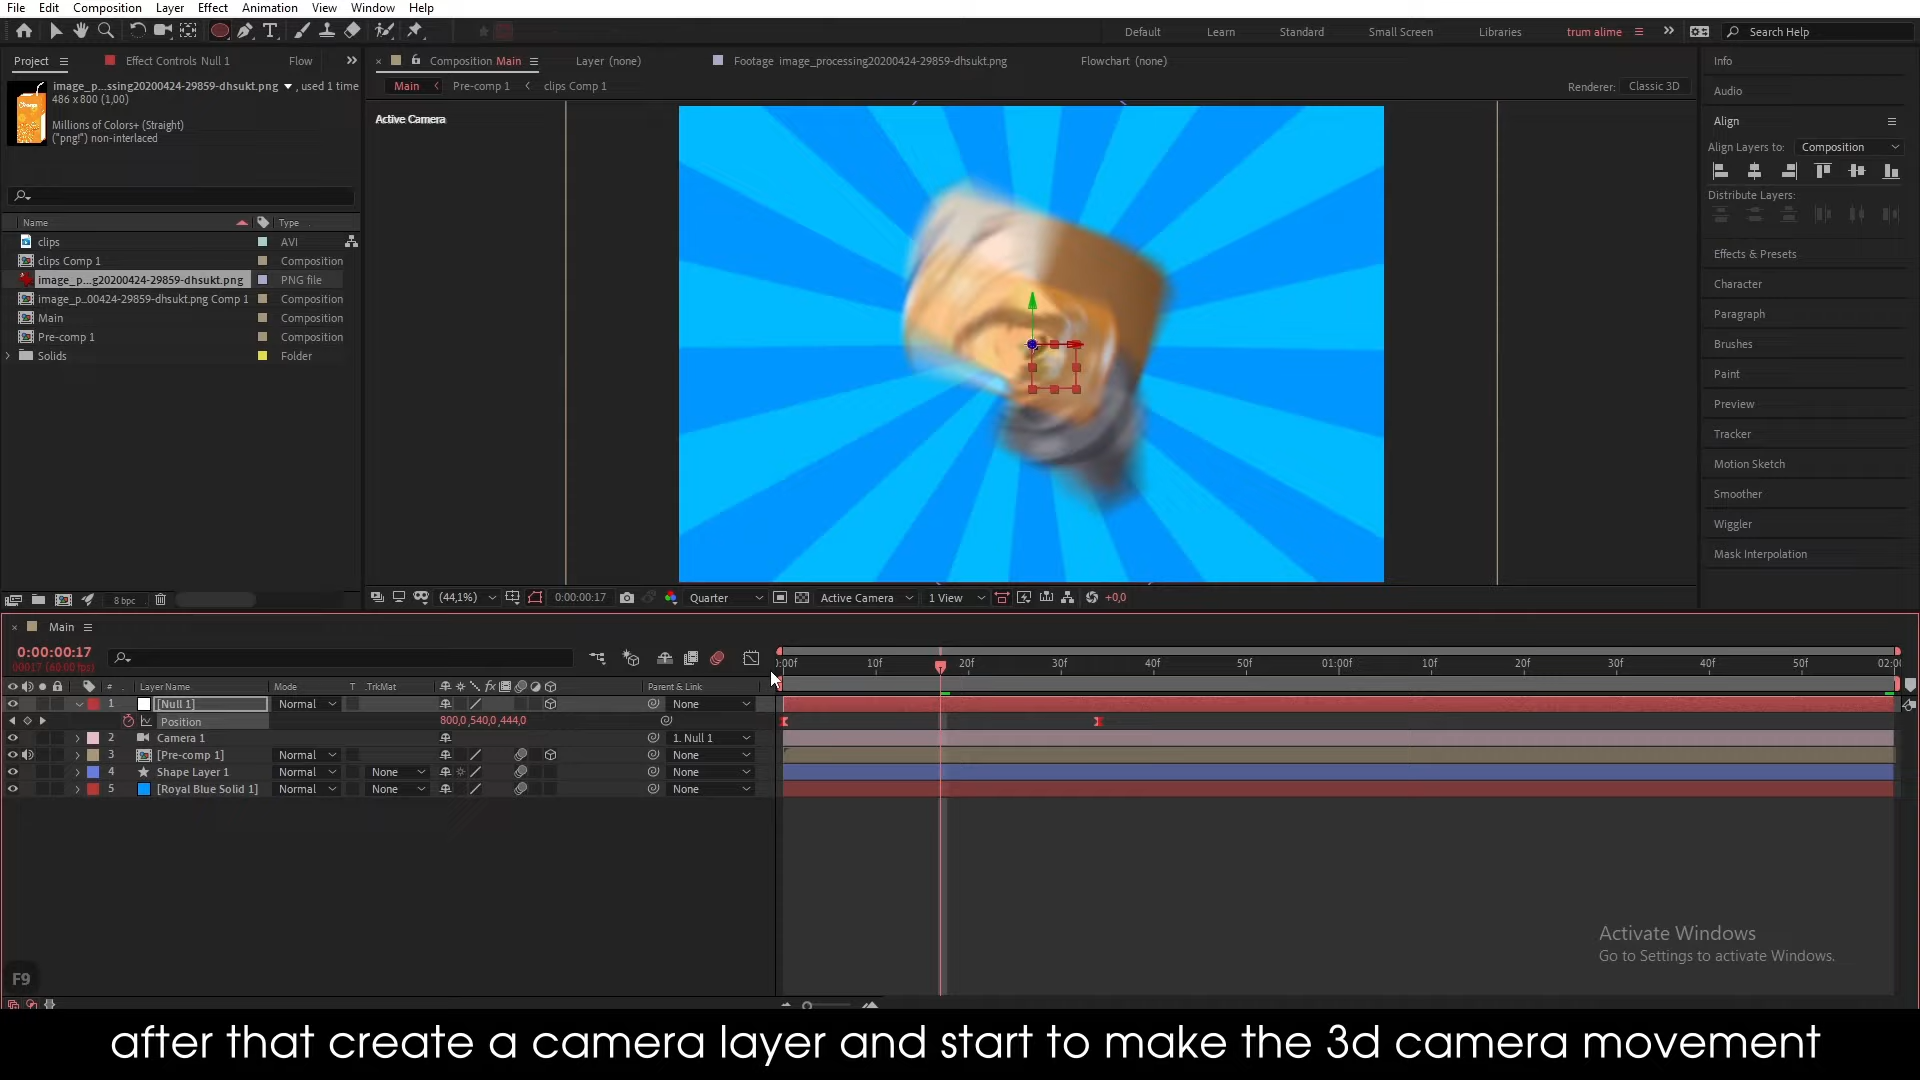 File Edit Composition Layer Effect Animation View Window Help
Default Learn Standard Small Screen Libraries trum alime Search Help
Project Effect Controls Null 1 Flow
Composition Main Layer (none) Footage image_processing20200424-29859-dhsukt.png Flowchart (none)
Main Pre-comp 1 clips Comp 1 Renderer: Classic 3D
image_p...ssing20200424-29859-dhsukt.png , used 1 time
486 x 800 (1,00)
Millions of Colors+ (Straight)
("png!") non-interlaced
Active Camera
Info
Audio
Align
Align Layers to: Composition
Distribute Layers:
Effects & Presets
Character
Paragraph
Brushes
Paint
Preview
Tracker
Motion Sketch
Smoother
Wiggler
Mask Interpolation
Name Type
clips AVI
clips Comp 1 Composition
image_p...g20200424-29859-dhsukt.png PNG file
image_p...00424-29859-dhsukt.png Comp 1 Composition
Main Composition
Pre-comp 1 Composition
Solids Folder
8 bpc
(44,1%) 0:00:00:17 Quarter Active Camera 1 View +0,0
Main
0:00:00:17
00017 (60.00 fps)
:00f 10f 20f 30f 40f 50f 01:00f 10f 20f 30f 40f 50f 02:0
# Layer Name Mode T .TrkMat Parent & Link
1 [Null 1] Normal None
Position 800,0,540,0,444,0
2 Camera 1 1. Null 1
3 [Pre-comp 1] Normal None
4 Shape Layer 1 Normal None None
5 [Royal Blue Solid 1] Normal None None
Activate Windows
Go to Settings to activate Windows.
F9
after that create a camera layer and start to make the 3d camera movement